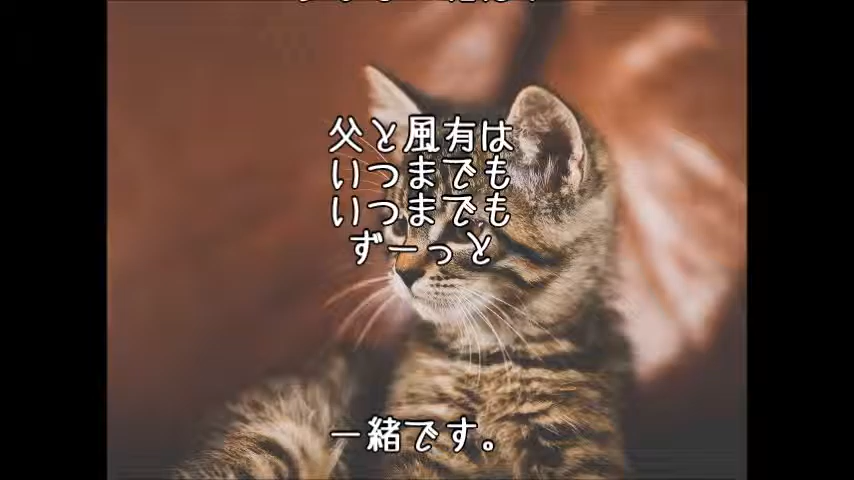 父と風有は
いつまでも
いつまでも
ずーっと
一緒です。